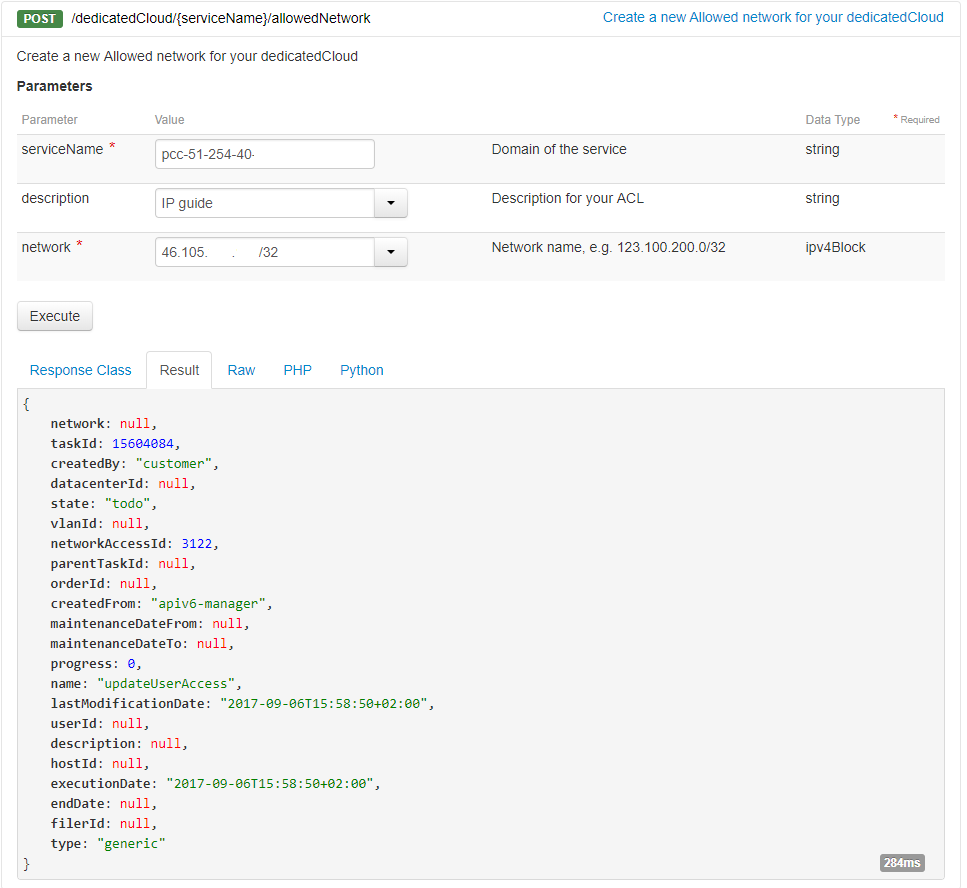 POST /dedicatedCloud/{serviceName}/allowedNetwork Create a new Allowed network for your dedicatedCloud
Create a new Allowed network for your dedicatedCloud
Parameters
Parameter Value Data Type * Required
serviceName * pcc-51-254-40- Domain of the service string
description IP guide Description for your ACL string
network * 46.105. . /32 Network name, e.g. 123.100.200.0/32 ipv4Block
Execute
Response Class Result Raw PHP Python
{
network: null,
taskId: 15604084,
createdBy: "customer",
datacenterId: null,
state: "todo",
vlanId: null,
networkAccessId: 3122,
parentTaskId: null,
orderId: null,
createdFrom: "apiv6-manager",
maintenanceDateFrom: null,
maintenanceDateTo: null,
progress: 0,
name: "updateUserAccess",
lastModificationDate: "2017-09-06T15:58:50+02:00",
userId: null,
description: null,
hostId: null,
executionDate: "2017-09-06T15:58:50+02:00",
endDate: null,
filerId: null,
type: "generic"
}
284ms